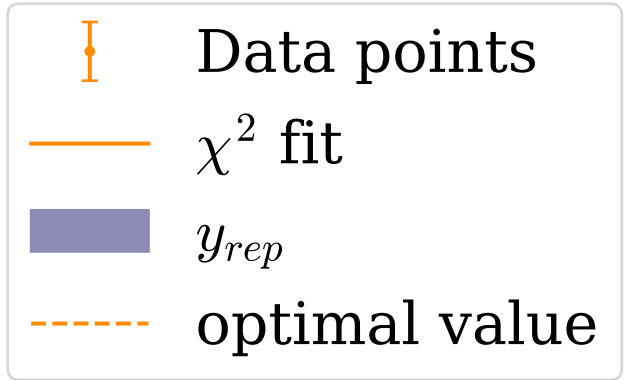 Data points
χ² fit
y_rep
optimal value